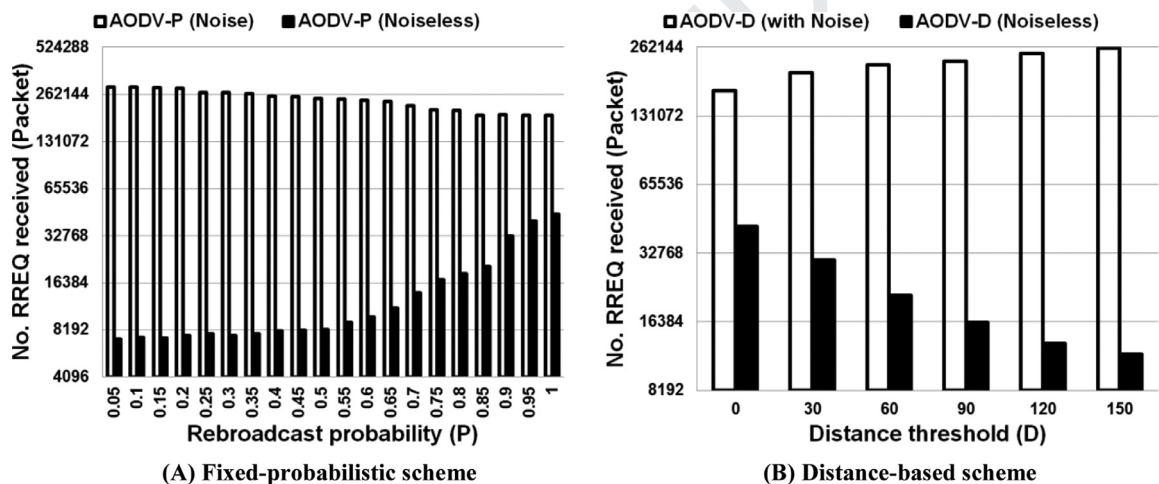 AODV-P (Noise) AODV-P (Noiseless)
524288
262144
131072
65536
32768
16384
8192
4096
No. RREQ received (Packet)
0.05 0.1 0.15 0.2 0.25 0.3 0.35 0.4 0.45 0.5 0.55 0.6 0.65 0.7 0.75 0.8 0.85 0.9 0.95 1
Rebroadcast probability (P)
(A) Fixed-probabilistic scheme
AODV-D (with Noise) AODV-D (Noiseless)
262144
131072
65536
32768
16384
8192
No. RREQ received (Packet)
0 30 60 90 120 150
Distance threshold (D)
(B) Distance-based scheme